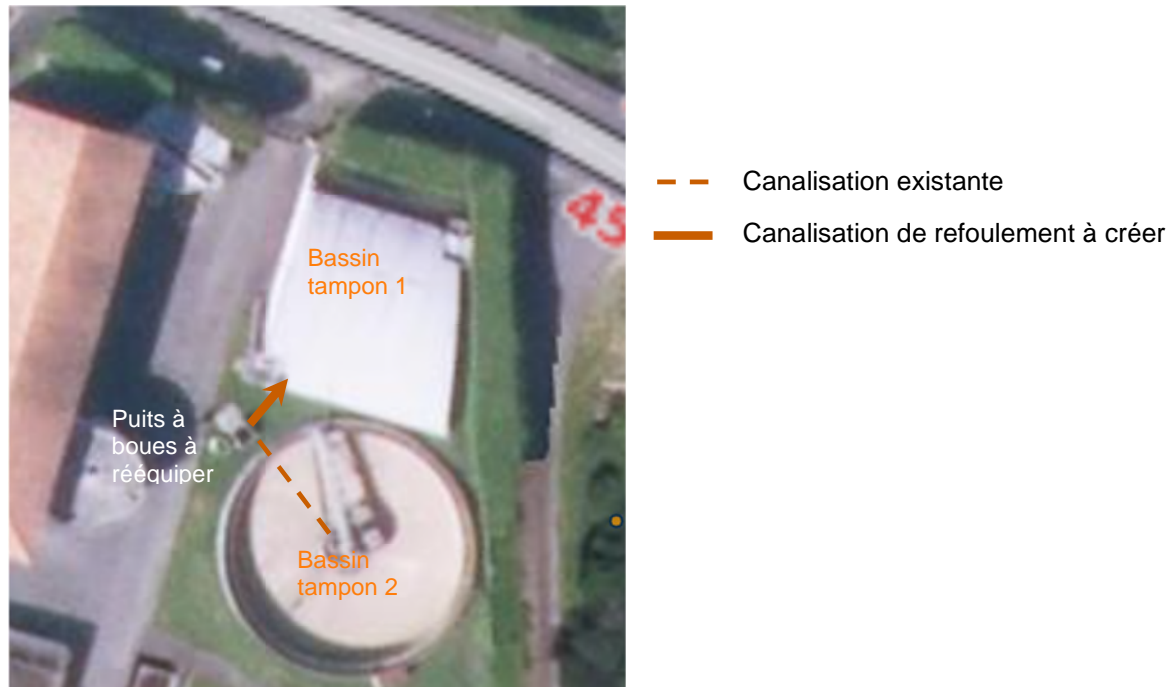 Canalisation existante
Canalisation de refoulement à créer
45
Bassin
tampon 1
Puits à
boues à
rééquiper
Bassin
tampon 2